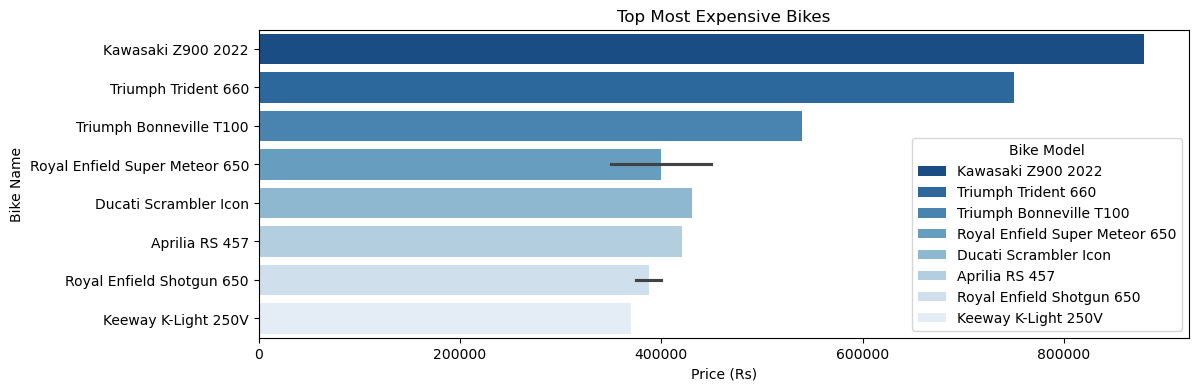 Top Most Expensive Bikes
Bike Name
Kawasaki Z900 2022
Triumph Trident 660
Triumph Bonneville T100
Royal Enfield Super Meteor 650
Ducati Scrambler Icon
Aprilia RS 457
Royal Enfield Shotgun 650
Keeway K-Light 250V
Bike Model
Kawasaki Z900 2022
Triumph Trident 660
Triumph Bonneville T100
Royal Enfield Super Meteor 650
Ducati Scrambler Icon
Aprilia RS 457
Royal Enfield Shotgun 650
Keeway K-Light 250V
0 200000 400000 600000 800000
Price (Rs)